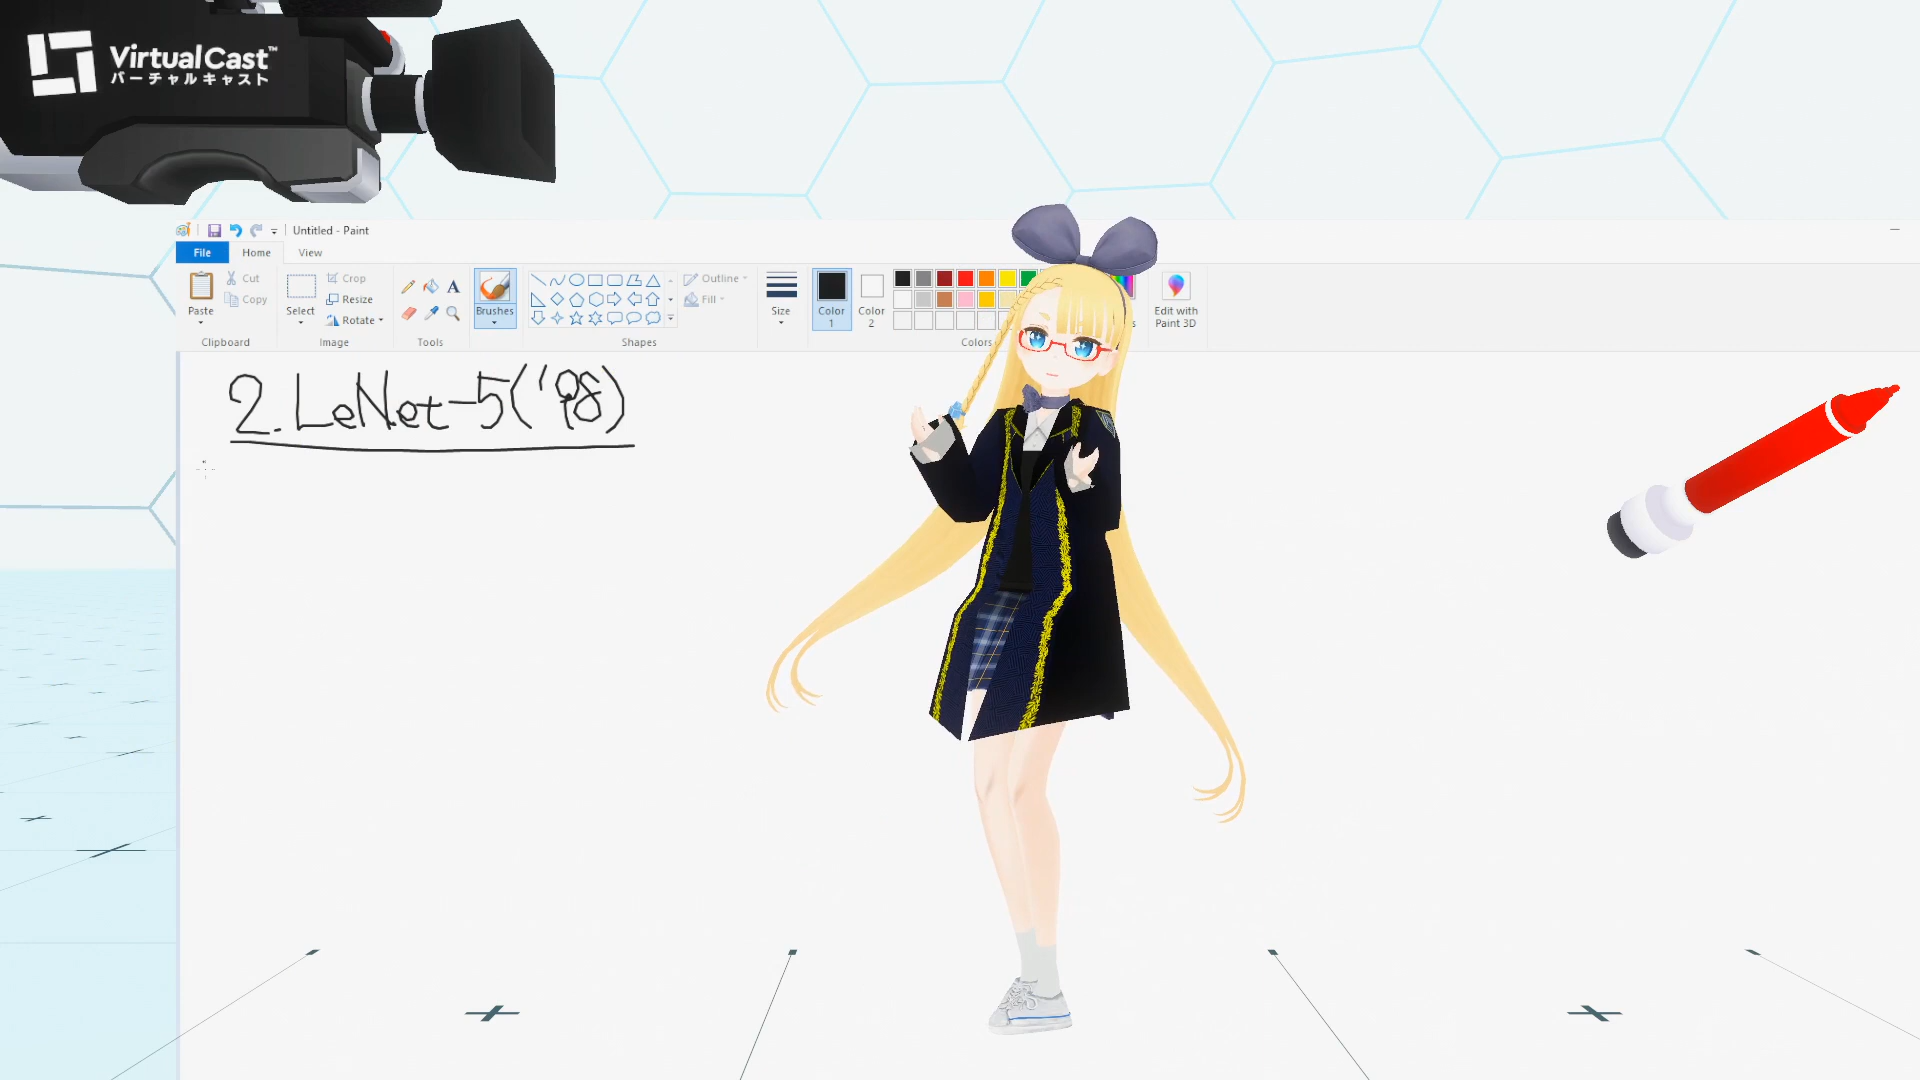 VirtualCast™
バーチャルキャスト
Untitled - Paint
File Home View
Paste
Cut
Copy
Clipboard
Select
Crop
Resize
Rotate
Image
A
Tools
Brushes
Shapes
Outline
Fill
Size
Color 1
Color 2
Colors
Edit with Paint 3D
2. LeNet-5('98)